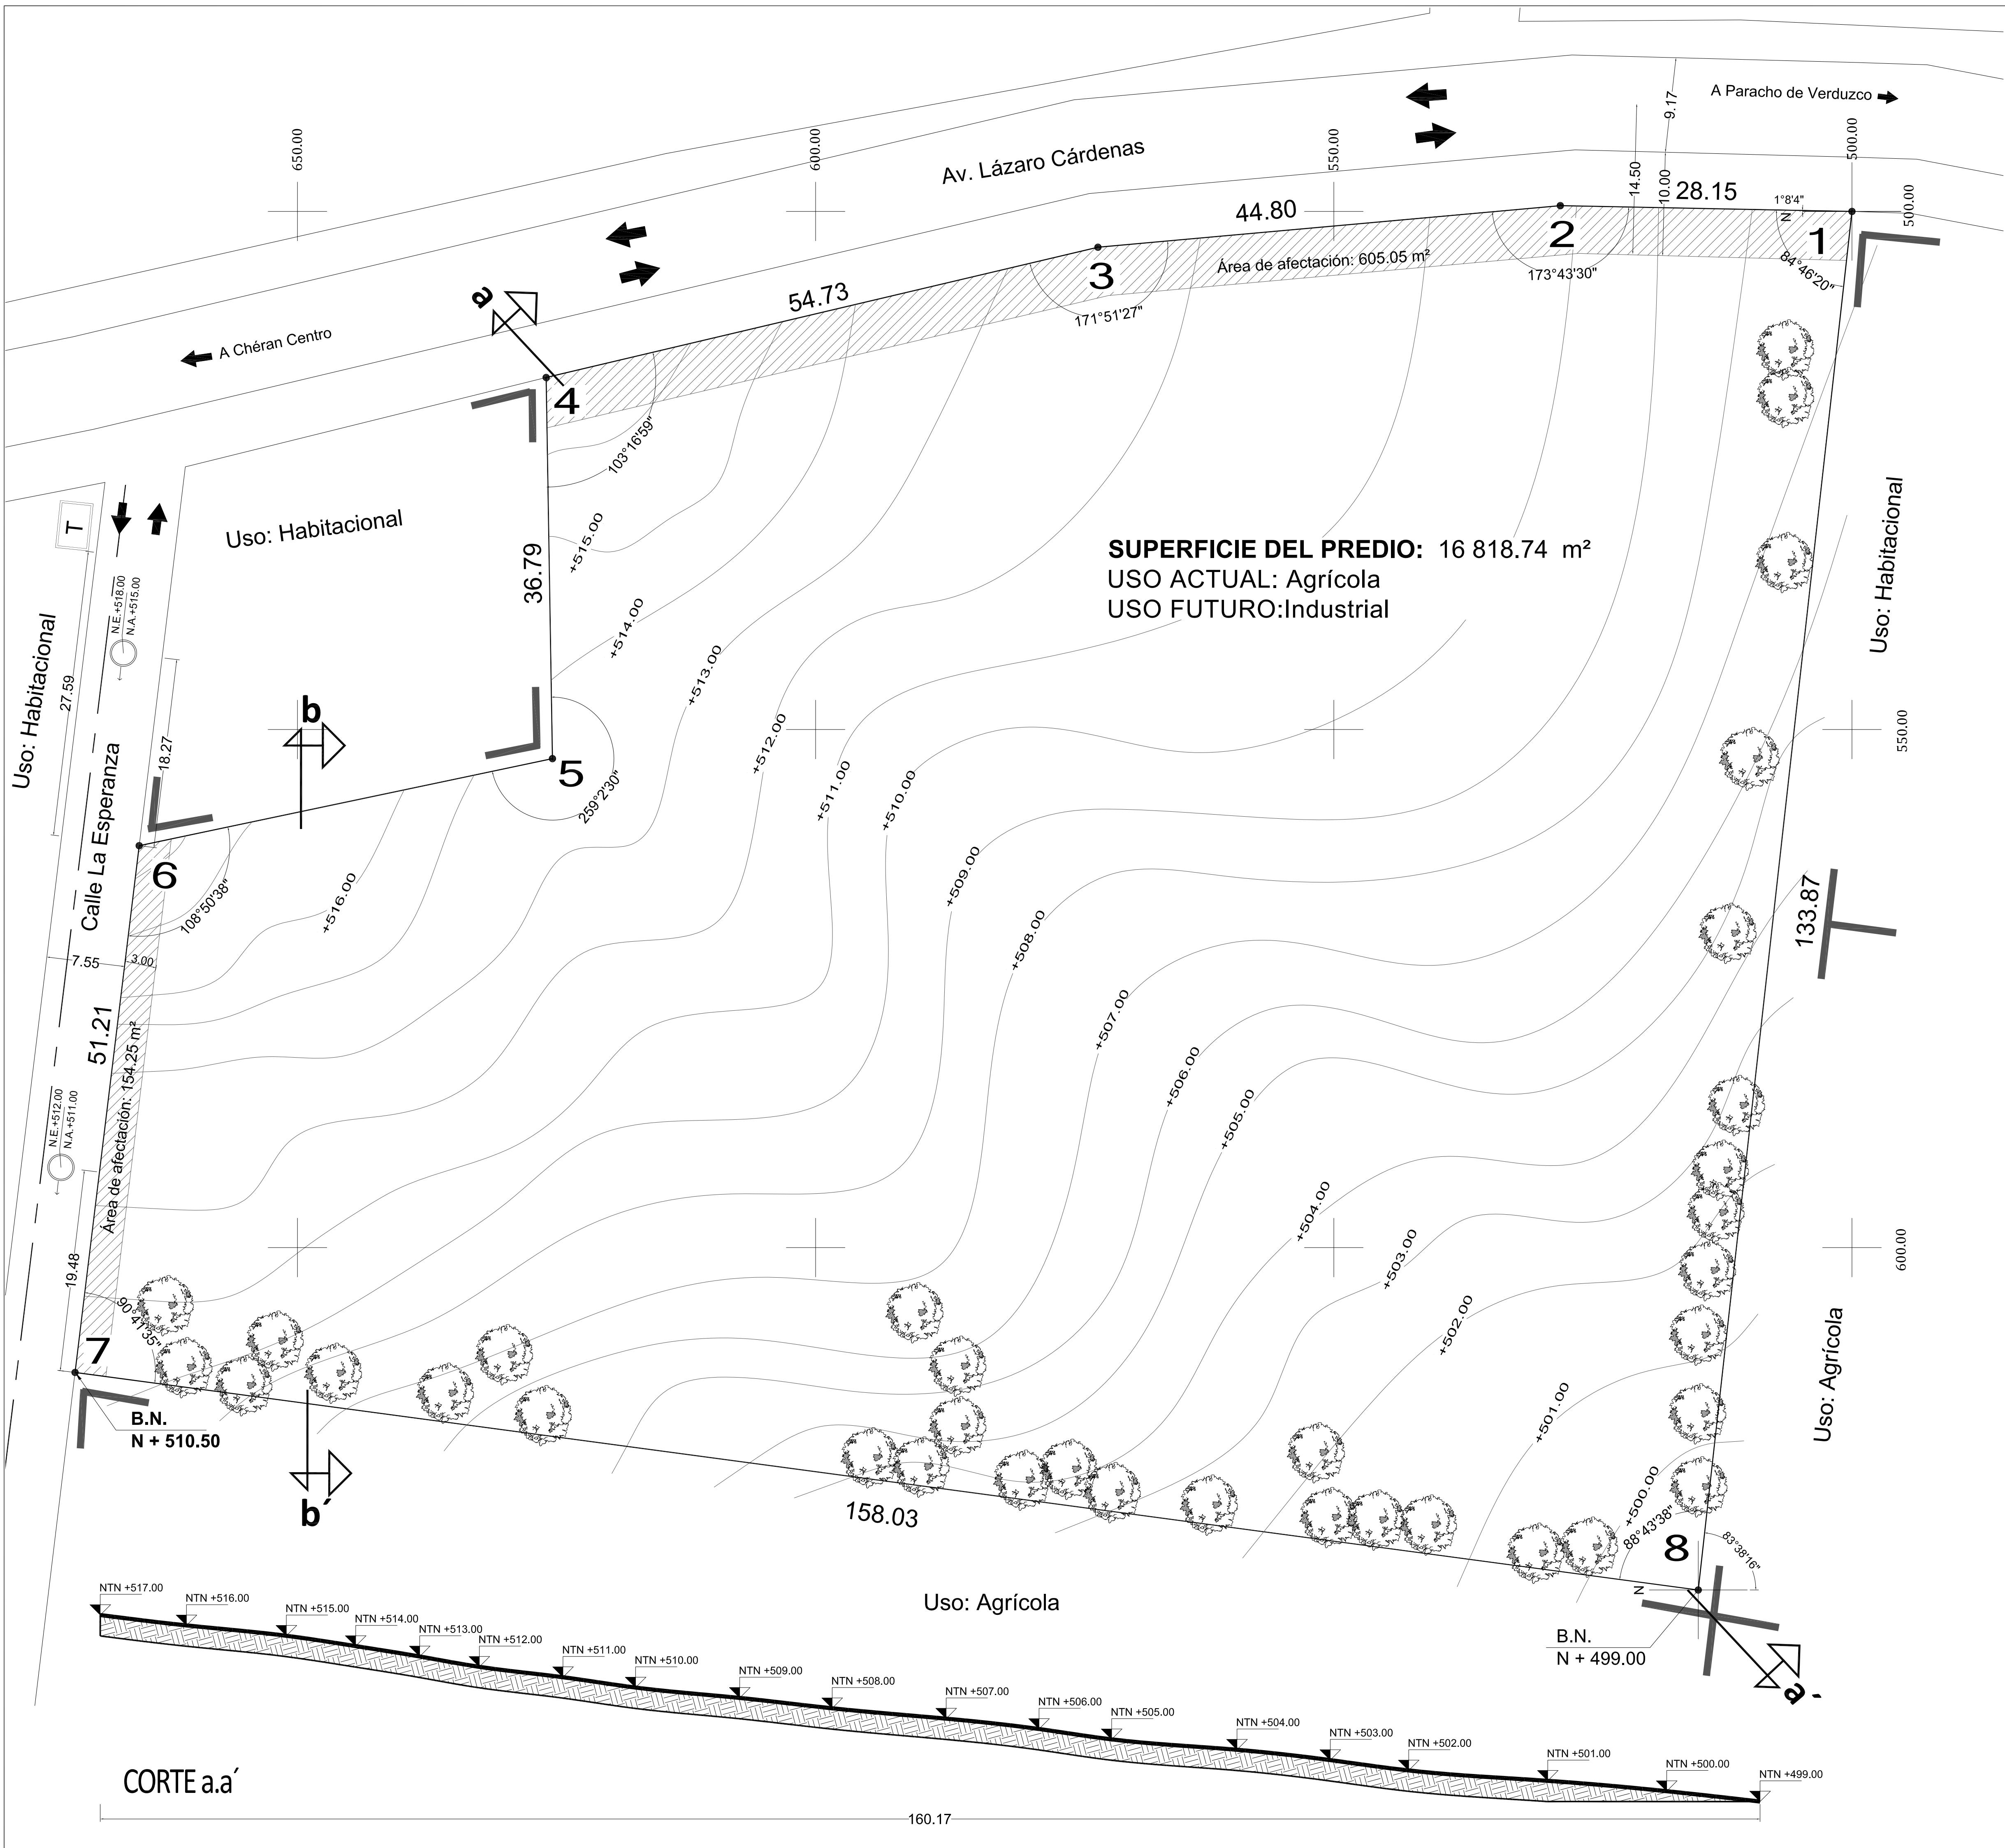 A Paracho de Verduzco
9.17
650.00
600.00
550.00
500.00
Av. Lázaro Cárdenas
14.50
10.00
28.15
1°8'4"
N
500.00
44.80
2
1
3
Área de afectación: 605.05 m²
173°43'30"
84°46'20"
54.73
171°51'27"
a
A Chéran Centro
4
103°16'59"
T
Uso: Habitacional
36.79
+515.00
SUPERFICIE DEL PREDIO: 16 818.74 m²
USO ACTUAL: Agrícola
USO FUTURO:Industrial
Uso: Habitacional
N.E.+518.00
N.A.+515.00
+514.00
Uso: Habitacional
27.59
18.27
+513.00
b
+512.00
550.00
5
259°2'30"
+511.00
+510.00
Calle La Esperanza
6
108°50'38"
+516.00
+509.00
133.87
+508.00
7.55
3.00
51.21
+507.00
Área de afectación: 154.25 m²
+506.00
+505.00
N.E.+512.00
N.A.+511.00
+504.00
+503.00
600.00
19.48
90°41'35"
+502.00
7
Uso: Agrícola
B.N.
N + 510.50
+501.00
b´
158.03
+500.00
88°43'38"
8
83°38'16"
N
Uso: Agrícola
B.N.
N + 499.00
a´
NTN +517.00
NTN +516.00
NTN +515.00
NTN +514.00
NTN +513.00
NTN +512.00
NTN +511.00
NTN +510.00
NTN +509.00
NTN +508.00
NTN +507.00
NTN +506.00
NTN +505.00
NTN +504.00
NTN +503.00
NTN +502.00
NTN +501.00
NTN +500.00
NTN +499.00
CORTE a.a´
160.17